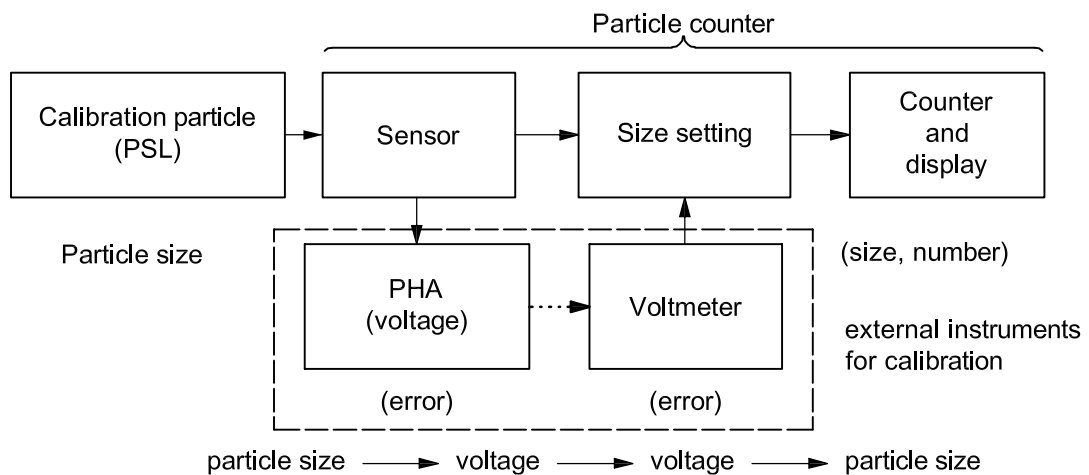 Particle counter
Calibration particle
(PSL)
Sensor
Size setting
Counter
and
display
Particle size
(size, number)
PHA
(voltage)
Voltmeter
external instruments
for calibration
(error)
(error)
particle size
voltage
voltage
particle size